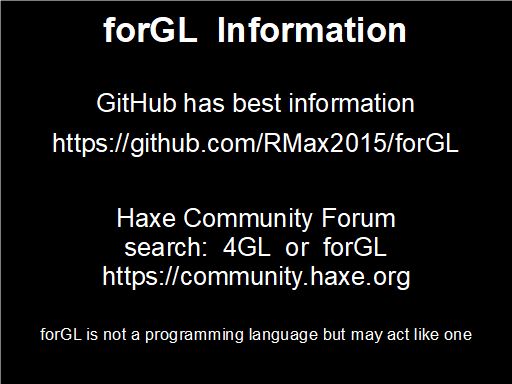 forGL  Information
GitHub has best information
https://github.com/RMax2015/forGL
Haxe Community Forum
search:  4GL  or  forGL
https://community.haxe.org
forGL is not a programming language but may act like one